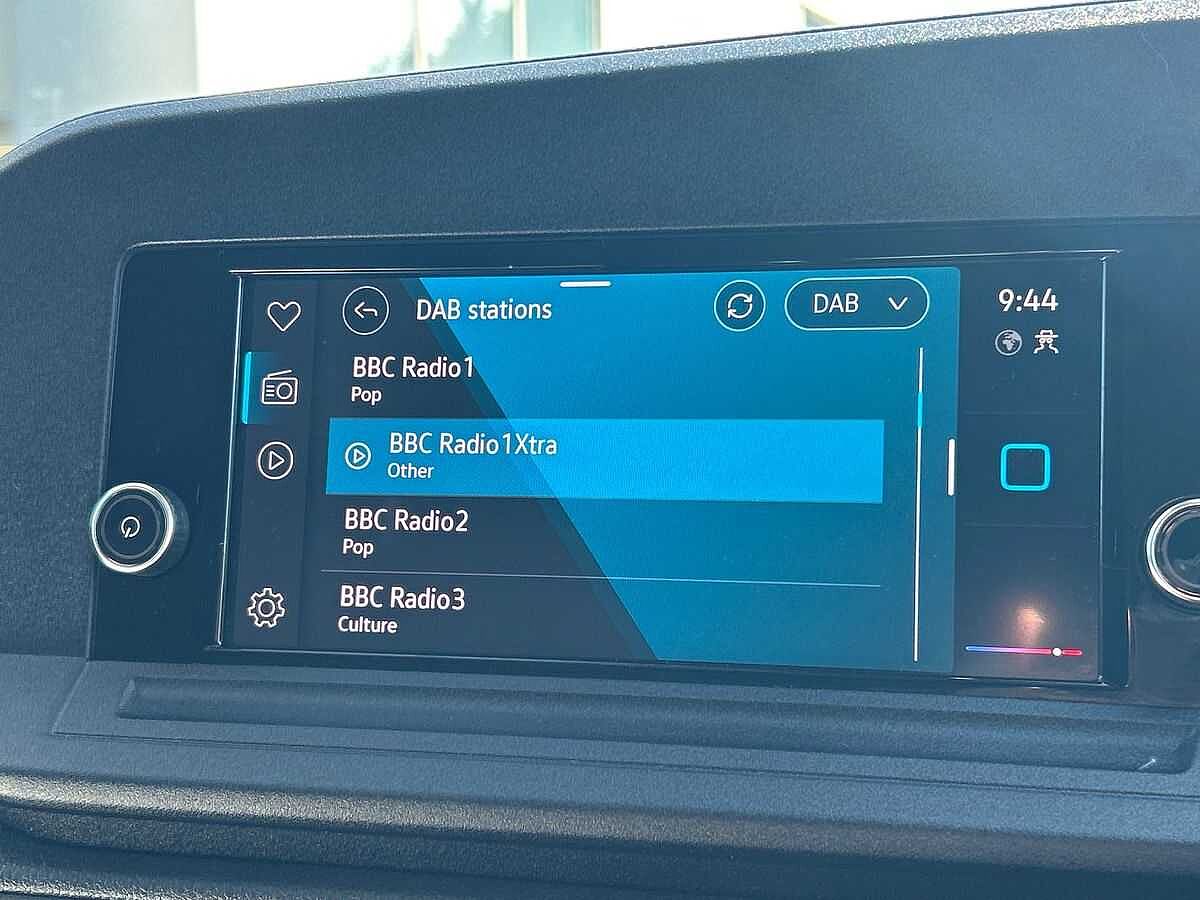 DAB stations
DAB
9:44
BBC Radio1
Pop
BBC Radio1Xtra
Other
BBC Radio2
Pop
BBC Radio3
Culture